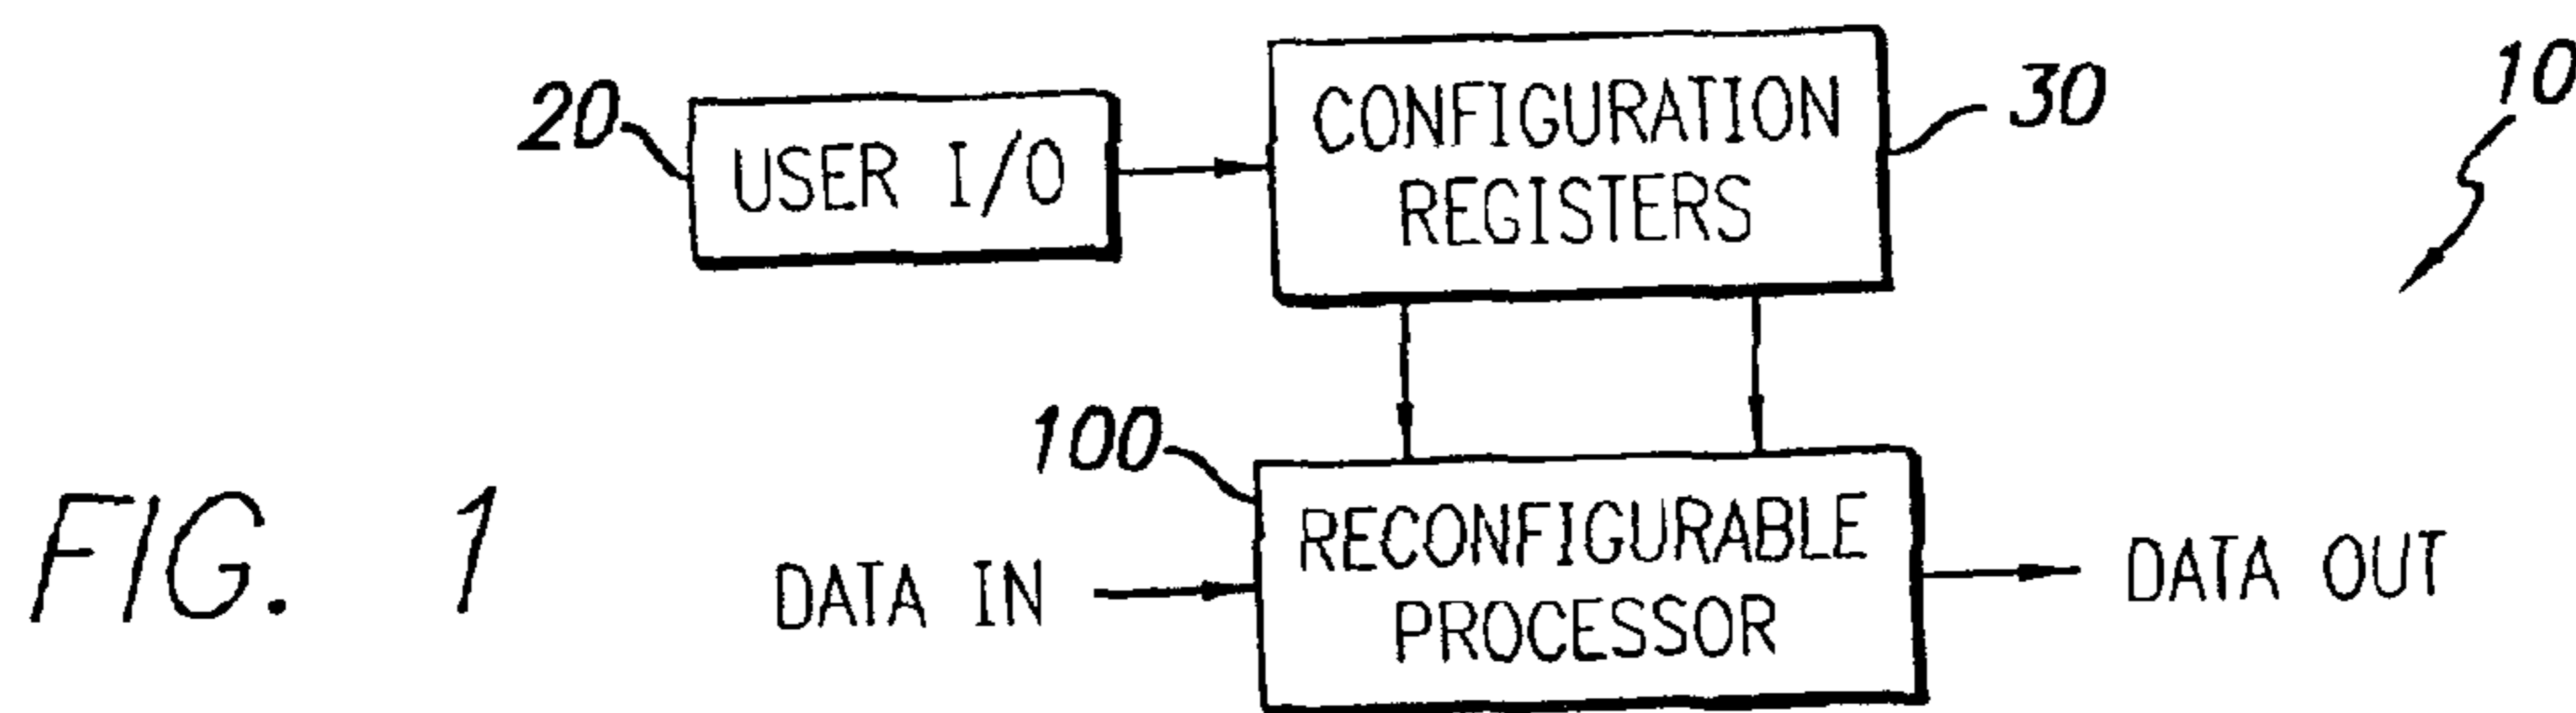 10
20
USER I/O
CONFIGURATION
REGISTERS
30
100
RECONFIGURABLE
PROCESSOR
DATA IN
DATA OUT
FIG. 1